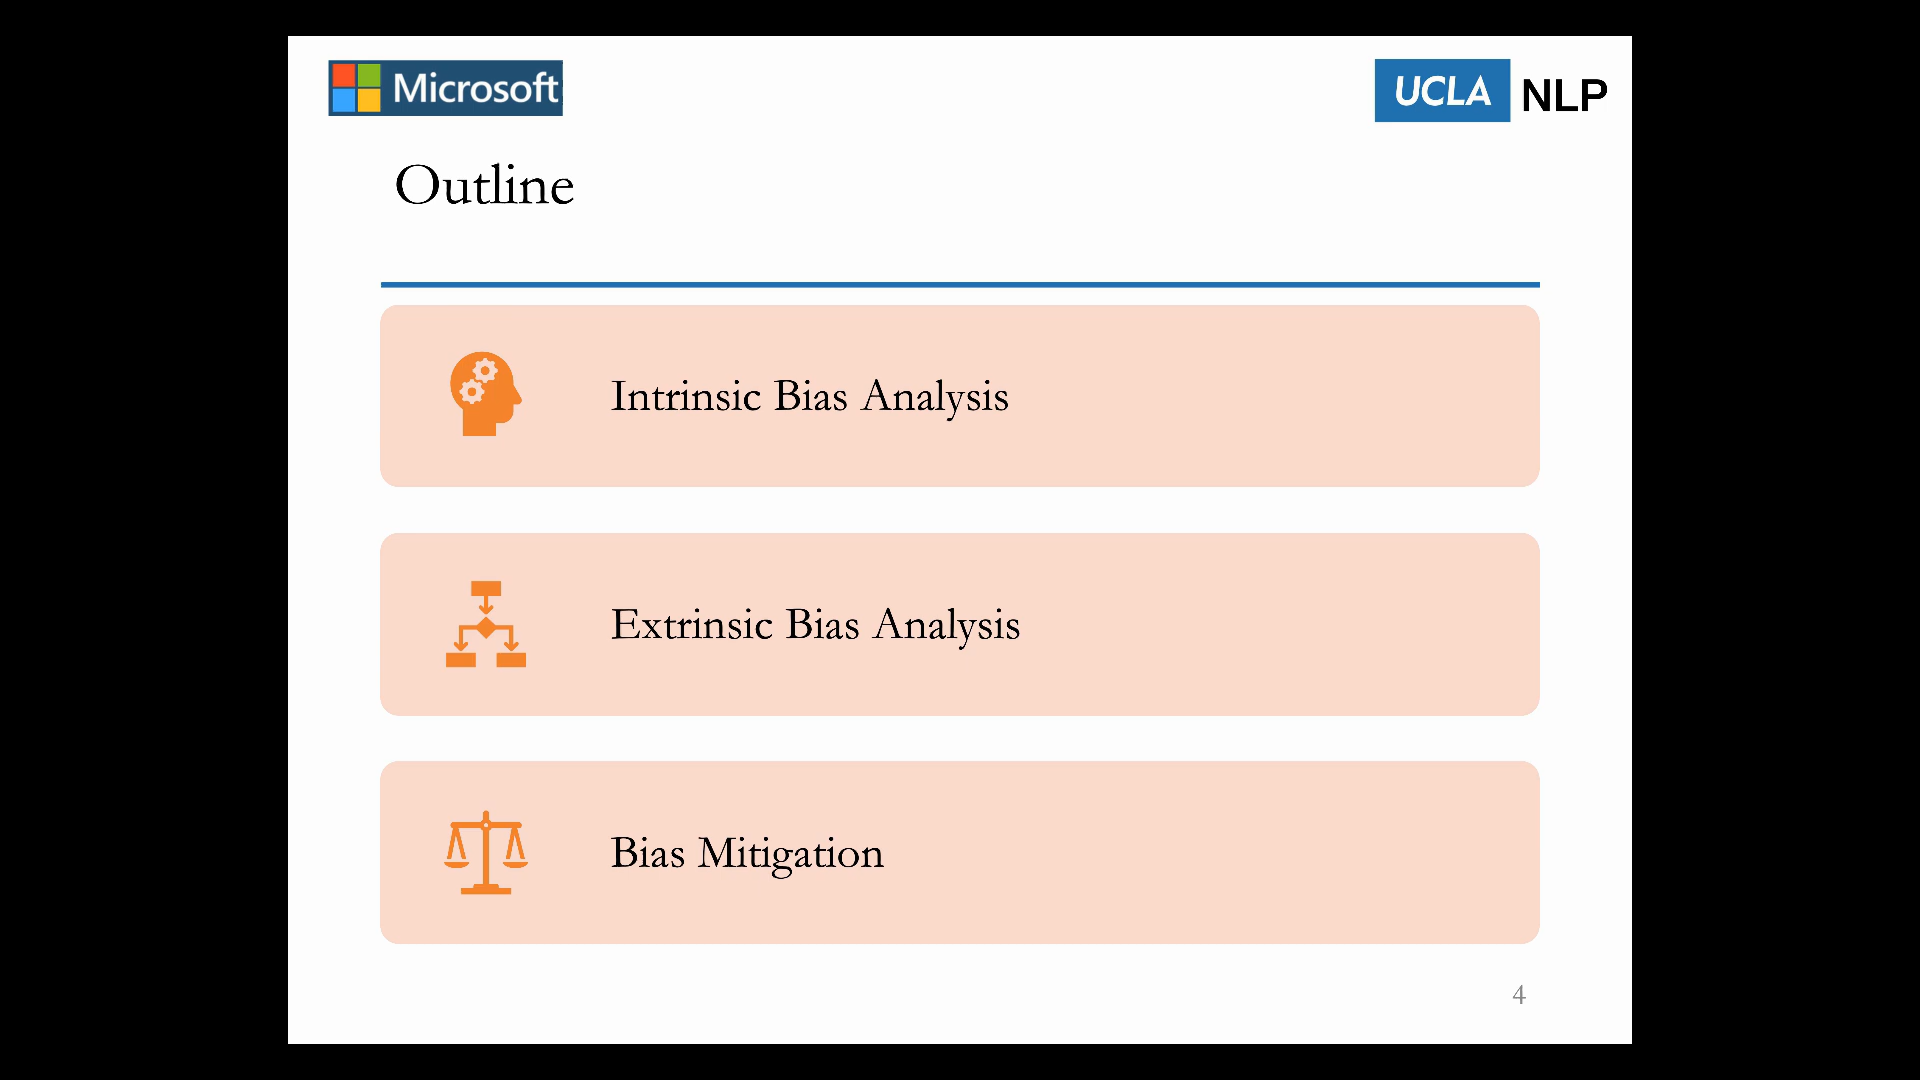 Microsoft
UCLA NLP
Outline
Intrinsic Bias Analysis
Extrinsic Bias Analysis
Bias Mitigation
4